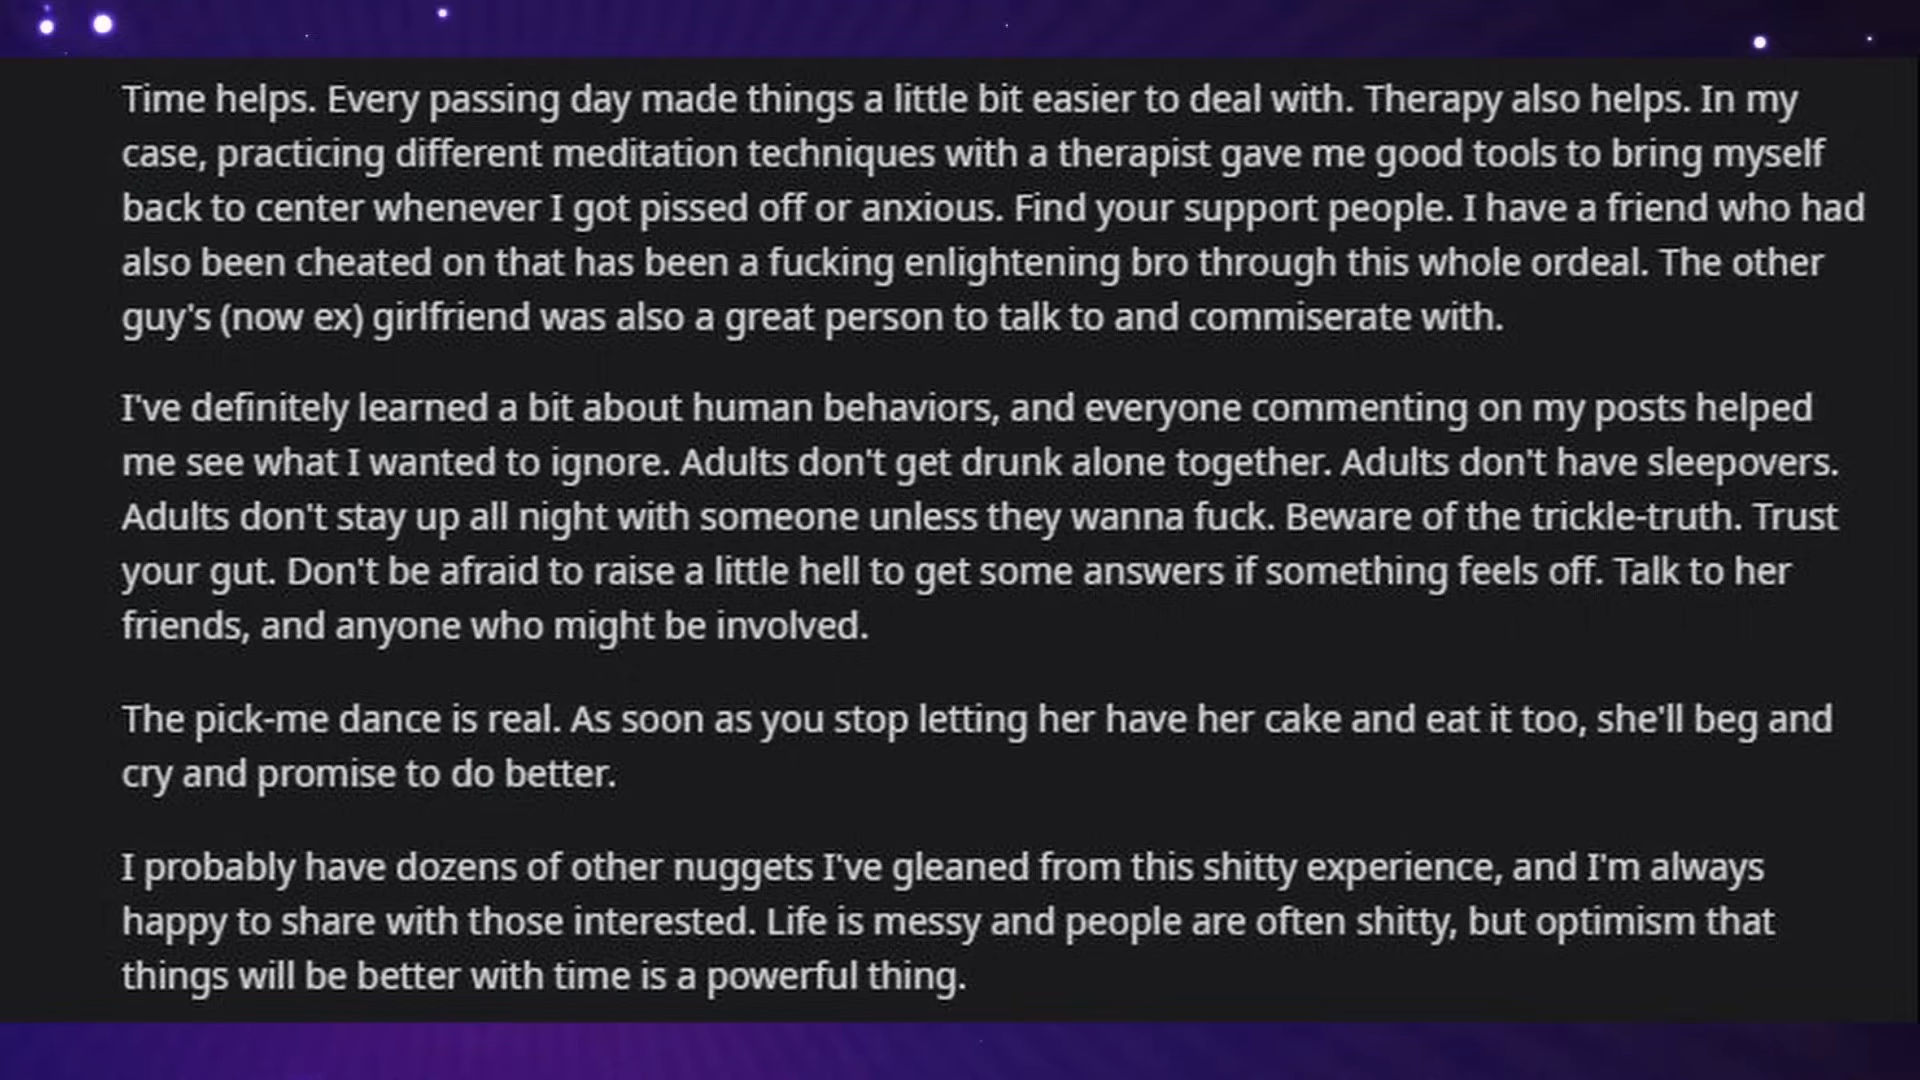 Time helps. Every passing day made things a little bit easier to deal with. Therapy also helps. In my
case, practicing different meditation techniques with a therapist gave me good tools to bring myself
back to center whenever I got pissed off or anxious. Find your support people. I have a friend who had
also been cheated on that has been a fucking enlightening bro through this whole ordeal. The other
guy's (now ex) girlfriend was also a great person to talk to and commiserate with.
I've definitely learned a bit about human behaviors, and everyone commenting on my posts helped
me see what I wanted to ignore. Adults don't get drunk alone together. Adults don't have sleepovers.
Adults don't stay up all night with someone unless they wanna fuck. Beware of the trickle-truth. Trust
your gut. Don't be afraid to raise a little hell to get some answers if something feels off. Talk to her
friends, and anyone who might be involved.
The pick-me dance is real. As soon as you stop letting her have her cake and eat it too, she'll beg and
cry and promise to do better.
I probably have dozens of other nuggets I've gleaned from this shitty experience, and I'm always
happy to share with those interested. Life is messy and people are often shitty, but optimism that
things will be better with time is a powerful thing.